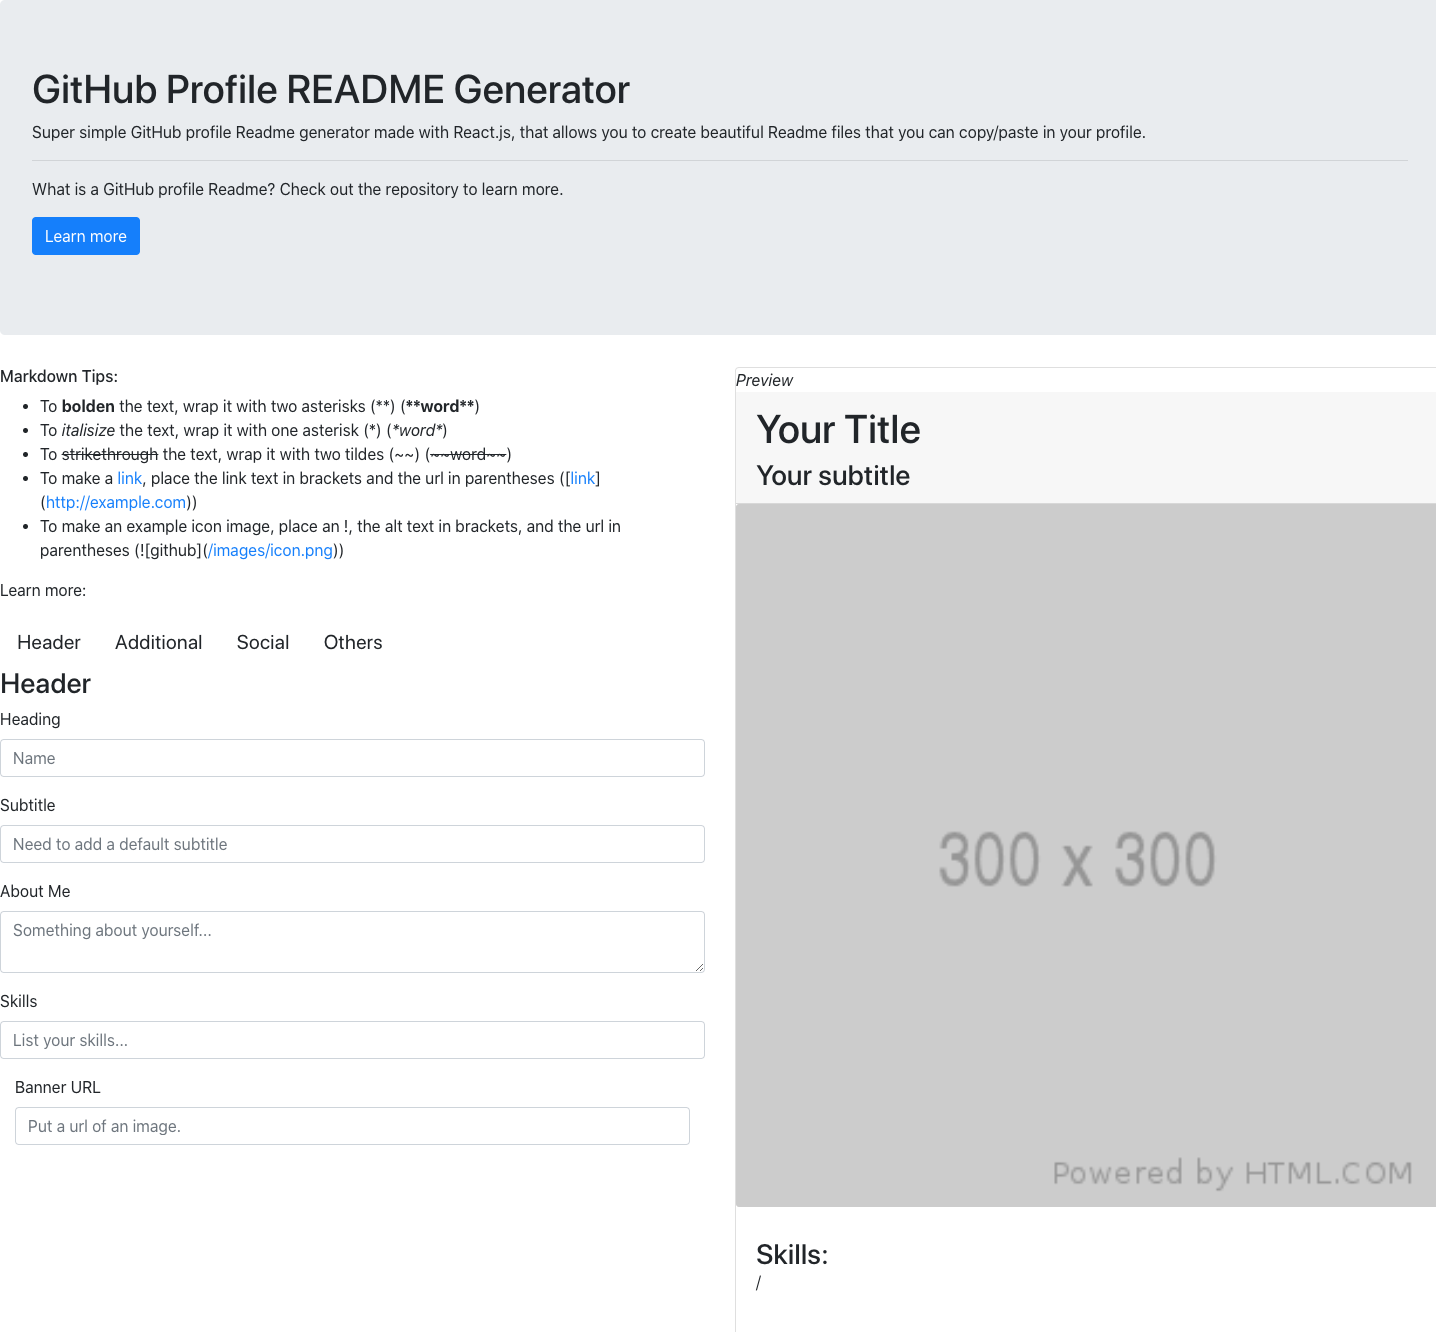 GitHub Profile README Generator
Super simple GitHub profile Readme generator made with React.js, that allows you to create beautiful Readme files that you can copy/paste in your profile.
What is a GitHub profile Readme? Check out the repository to learn more.
Learn more
Markdown Tips:
To bolden the text, wrap it with two asterisks (**) (**word**)
To italisize the text, wrap it with one asterisk (*) (*word*)
To strikethrough the text, wrap it with two tildes (~~) (~~word~~)
To make a link, place the link text in brackets and the url in parentheses ([link]
(http://example.com))
To make an example icon image, place an !, the alt text in brackets, and the url in
parentheses (![github](/images/icon.png))
Learn more:
Header Additional Social Others
Header
Heading
Name
Subtitle
Need to add a default subtitle
About Me
Something about yourself...
Skills
List your skills...
Banner URL
Put a url of an image.
Preview
Your Title
Your subtitle
300 x 300
Powered by HTML.COM
Skills:
/